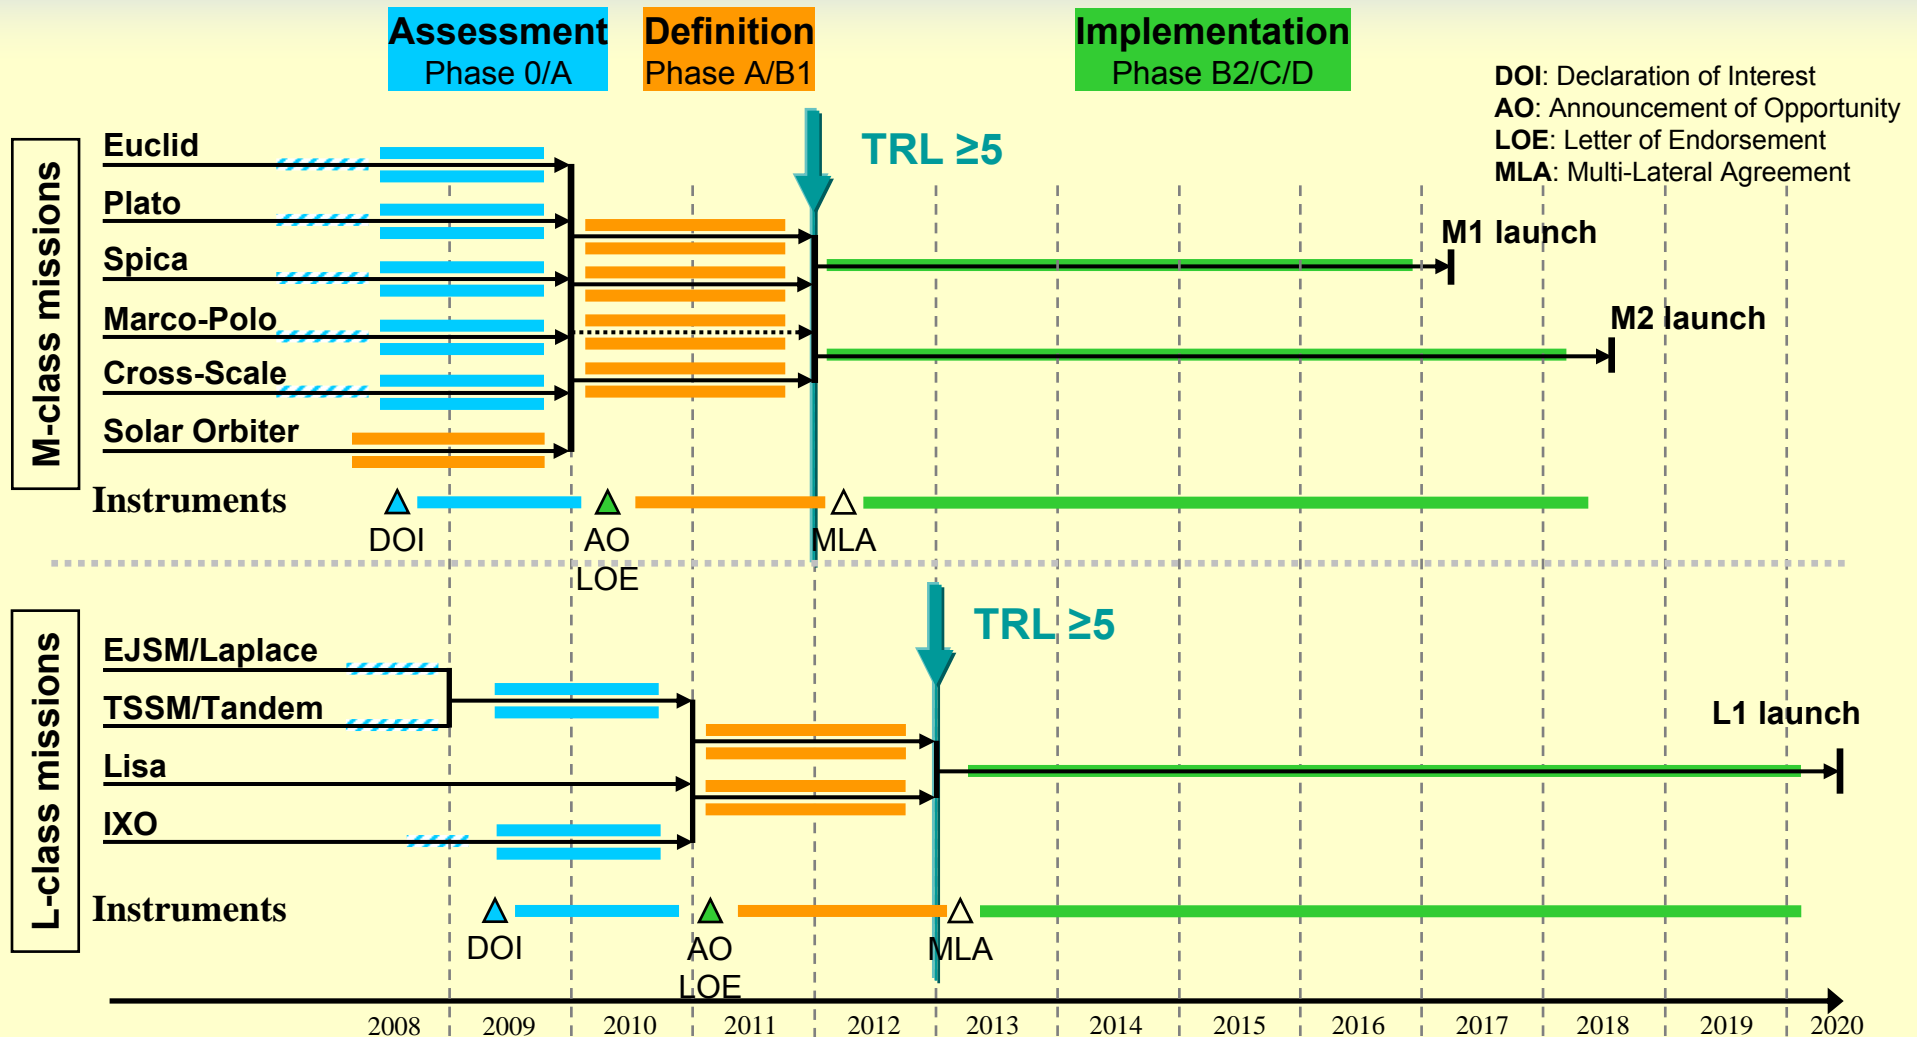 Assessment
Phase 0/A
Definition
Phase A/B1
Implementation
Phase B2/C/D
DOI: Declaration of Interest
AO: Announcement of Opportunity
LOE: Letter of Endorsement
MLA: Multi-Lateral Agreement
M-class missions
Euclid
Plato
Spica
Marco-Polo
Cross-Scale
Solar Orbiter
Instruments
TRL ≥5
M1 launch
M2 launch
DOI
AO
LOE
MLA
L-class missions
EJSM/Laplace
TSSM/Tandem
Lisa
IXO
Instruments
TRL ≥5
L1 launch
DOI
AO
LOE
MLA
2008 2009 2010 2011 2012 2013 2014 2015 2016 2017 2018 2019 2020